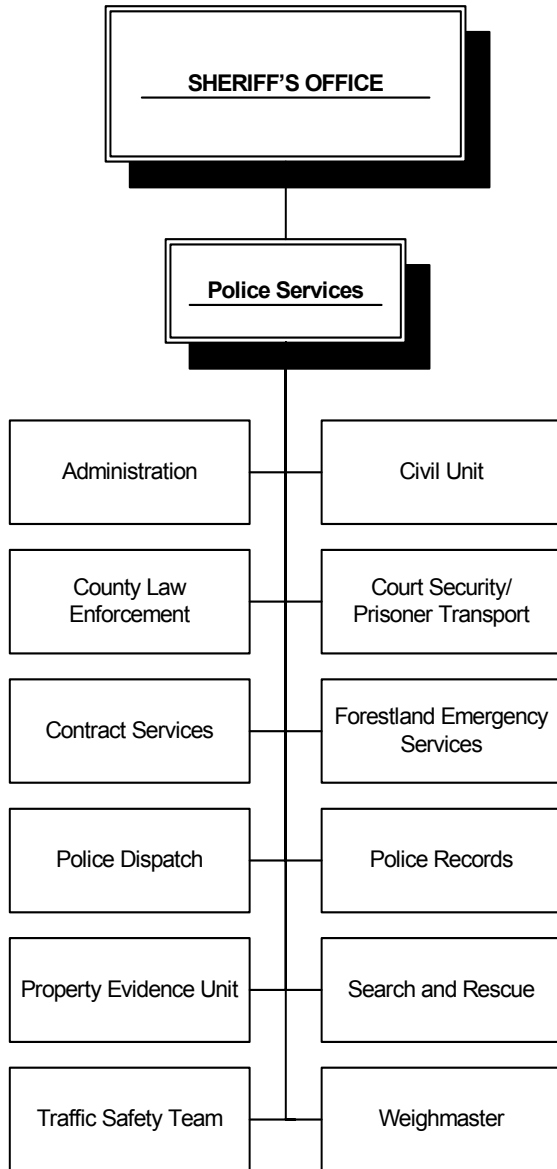 SHERIFF'S OFFICE
Police Services
Administration
Civil Unit
County Law
Enforcement
Court Security/
Prisoner Transport
Contract Services
Forestland Emergency
Services
Police Dispatch
Police Records
Property Evidence Unit
Search and Rescue
Traffic Safety Team
Weighmaster